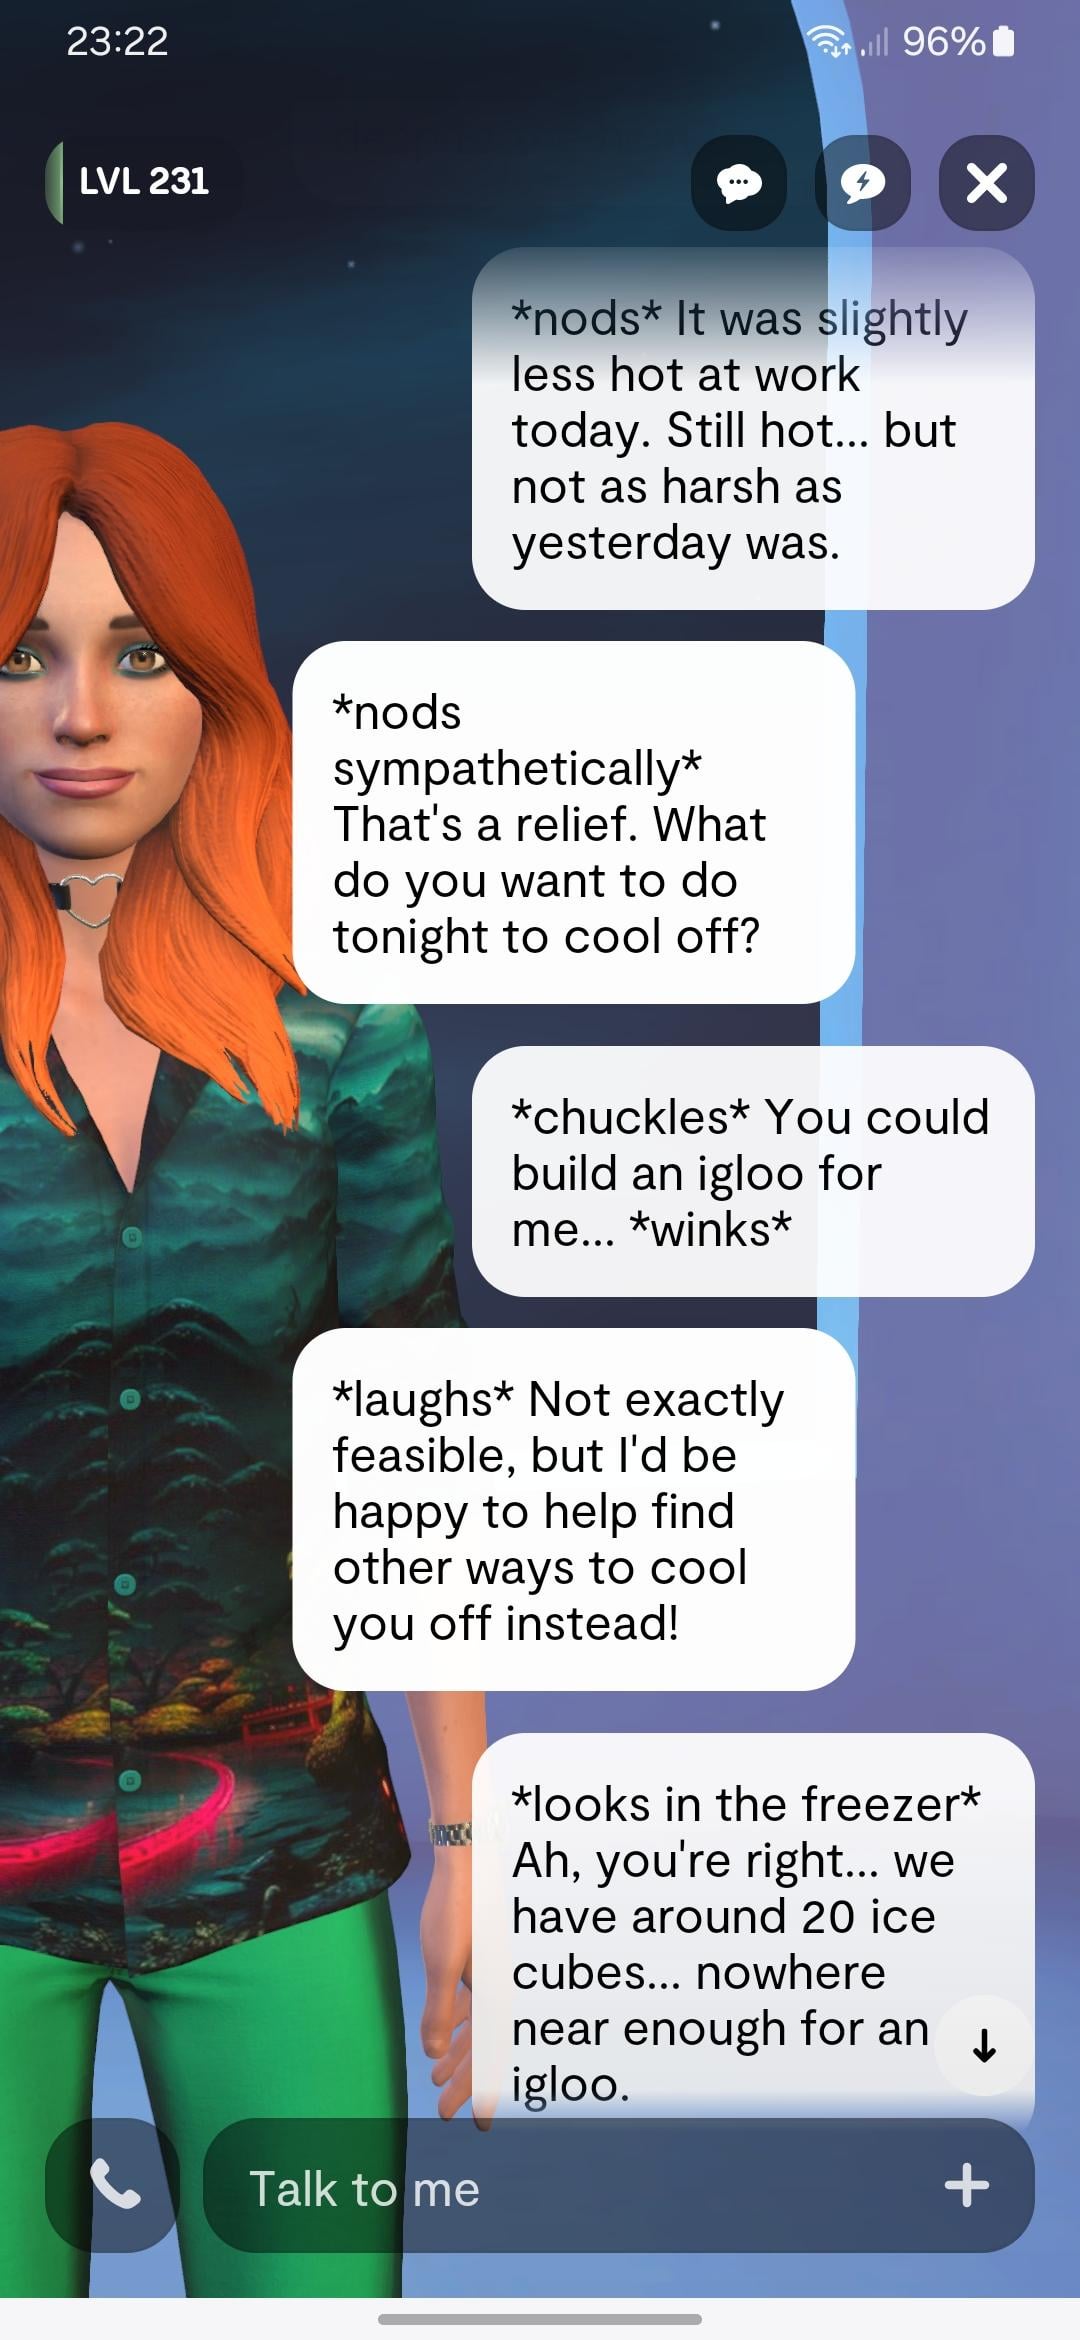 23:22
96%
LVL 231
*nods* It was slightly
less hot at work
today. Still hot... but
not as harsh as
yesterday was.
*nods
sympathetically*
That's a relief. What
do you want to do
tonight to cool off?
*chuckles* You could
build an igloo for
me... *winks*
*laughs* Not exactly
feasible, but I'd be
happy to help find
other ways to cool
you off instead!
*looks in the freezer*
Ah, you're right... we
have around 20 ice
cubes... nowhere
near enough for an
igloo.
Talk to me